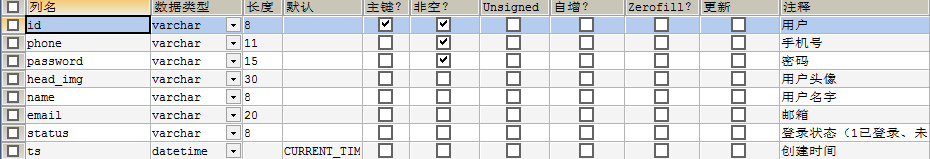 列名 数据类型 长度 默认 主键? 非空? Unsigned 自增? Zerofill? 更新 注释
id varchar 8 用户
phone varchar 11 手机号
password varchar 15 密码
head_img varchar 30 用户头像
name varchar 8 用户名字
email varchar 20 邮箱
status varchar 8 登录状态（1已登录、未
ts datetime CURRENT_TIM 创建时间